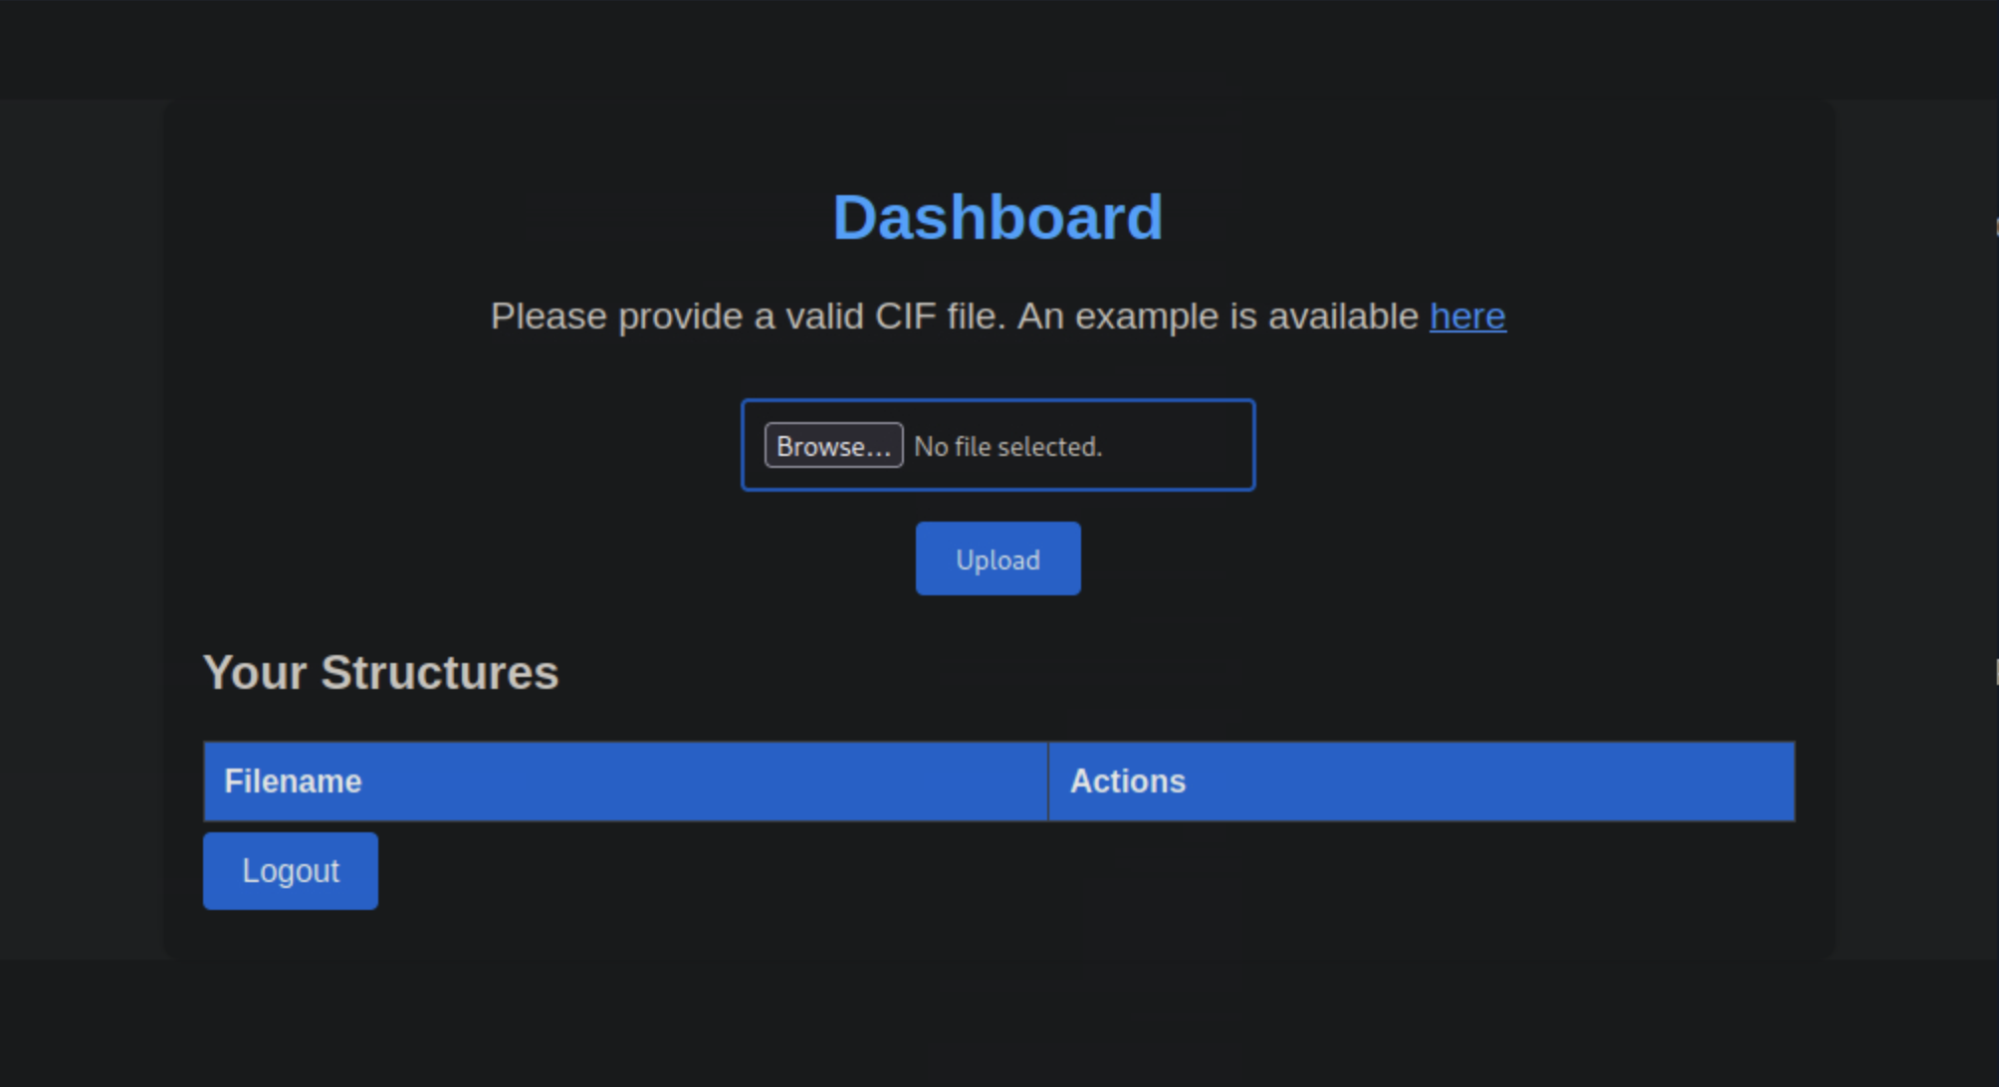 Dashboard
Please provide a valid CIF file. An example is available here
Browse... No file selected.
Upload
Your Structures
Filename Actions
Logout